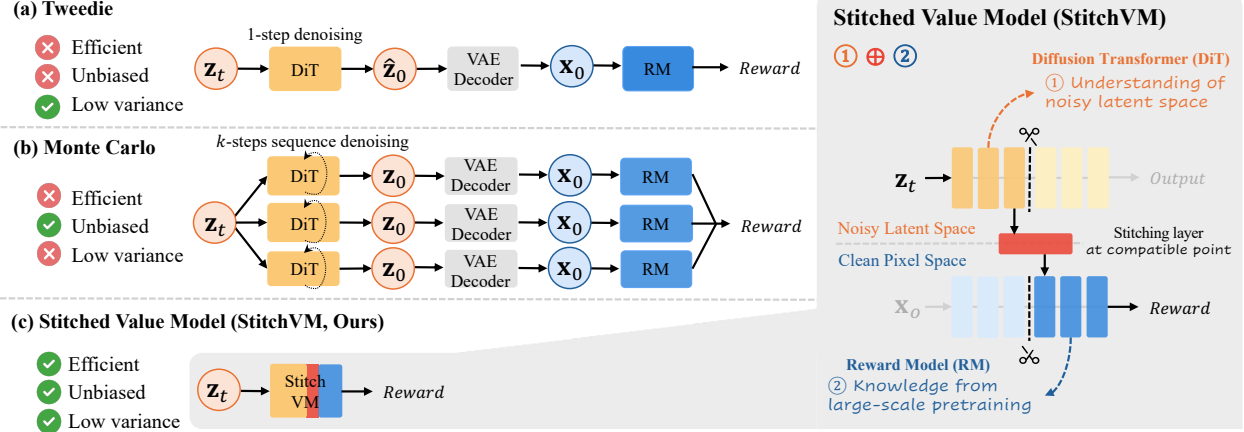 (a) Tweedie
Efficient
Unbiased
Low variance
1-step denoising
z_t
DiT
ẑ_0
VAE
Decoder
x_0
RM
Reward
(b) Monte Carlo
Efficient
Unbiased
Low variance
k-steps sequence denoising
z_t
DiT
z_0
VAE
Decoder
x_0
RM
DiT
z_0
VAE
Decoder
x_0
RM
DiT
z_0
VAE
Decoder
x_0
RM
Reward
(c) Stitched Value Model (StitchVM, Ours)
Efficient
Unbiased
Low variance
z_t
Stitch
VM
Reward
Stitched Value Model (StitchVM)
① ⊕ ②
Diffusion Transformer (DiT)
① Understanding of
noisy latent space
z_t
Output
Noisy Latent Space
Stitching layer
at compatible point
Clean Pixel Space
x_o
Reward
Reward Model (RM)
② Knowledge from
large-scale pretraining